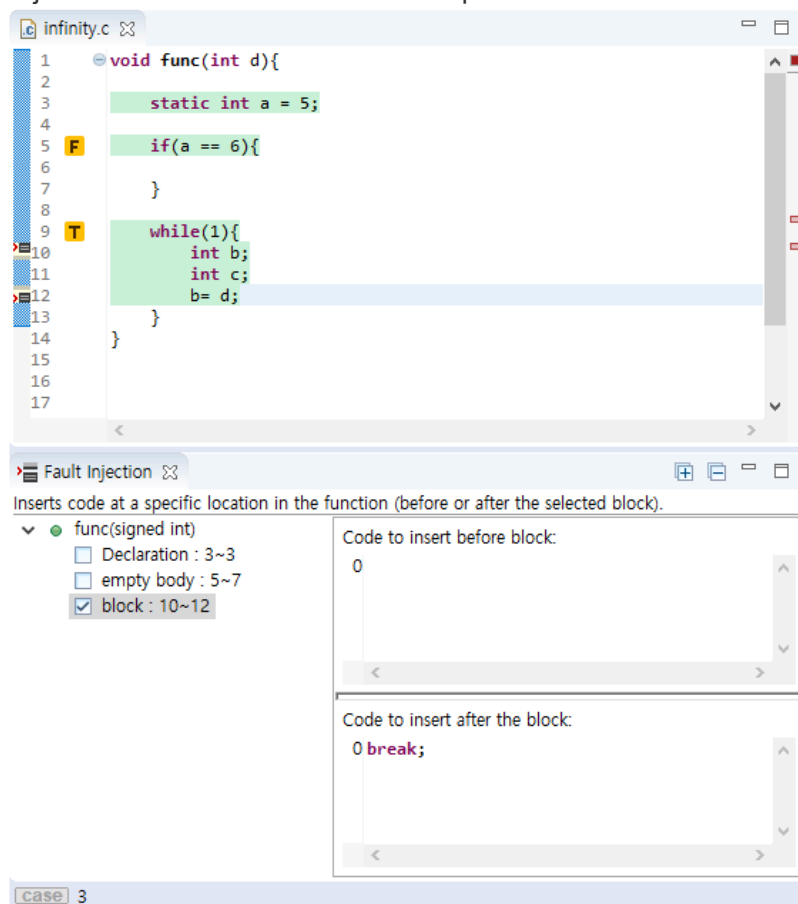 infinity.c
1 void func(int d){
2
3 static int a = 5;
4
5 F if(a == 6){
6
7 }
8
9 T while(1){
10 int b;
11 int c;
12 b= d;
13 }
14 }
15
16
17
Fault Injection
Inserts code at a specific location in the function (before or after the selected block).
func(signed int)
Declaration : 3~3
empty body : 5~7
block : 10~12
Code to insert before block:
0
Code to insert after the block:
0 break;
case 3